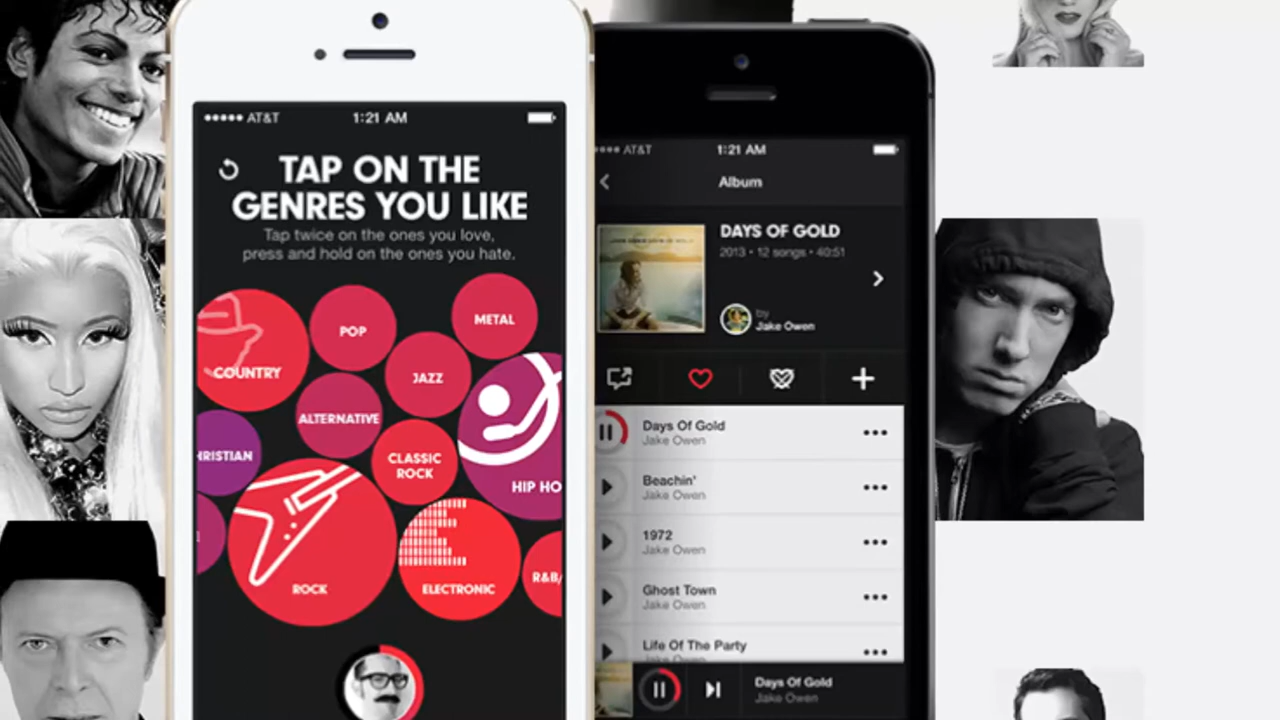 AT&T 1:21 AM
TAP ON THE
GENRES YOU LIKE
Tap twice on the ones you love,
press and hold on the ones you hate.
METAL
POP
COUNTRY
JAZZ
ALTERNATIVE
HRISTIAN
CLASSIC
ROCK
HIP HO
ROCK
ELECTRONIC
R&B/
AT&T 1:21 AM
Album
DAYS OF GOLD
2013 • 12 songs • 40:51
by
Jake Owen
Days Of Gold
Jake Owen
Beachin'
Jake Owen
1972
Jake Owen
Ghost Town
Jake Owen
Life Of The Party
Jake Owen
Days Of Gold
Jake Owen